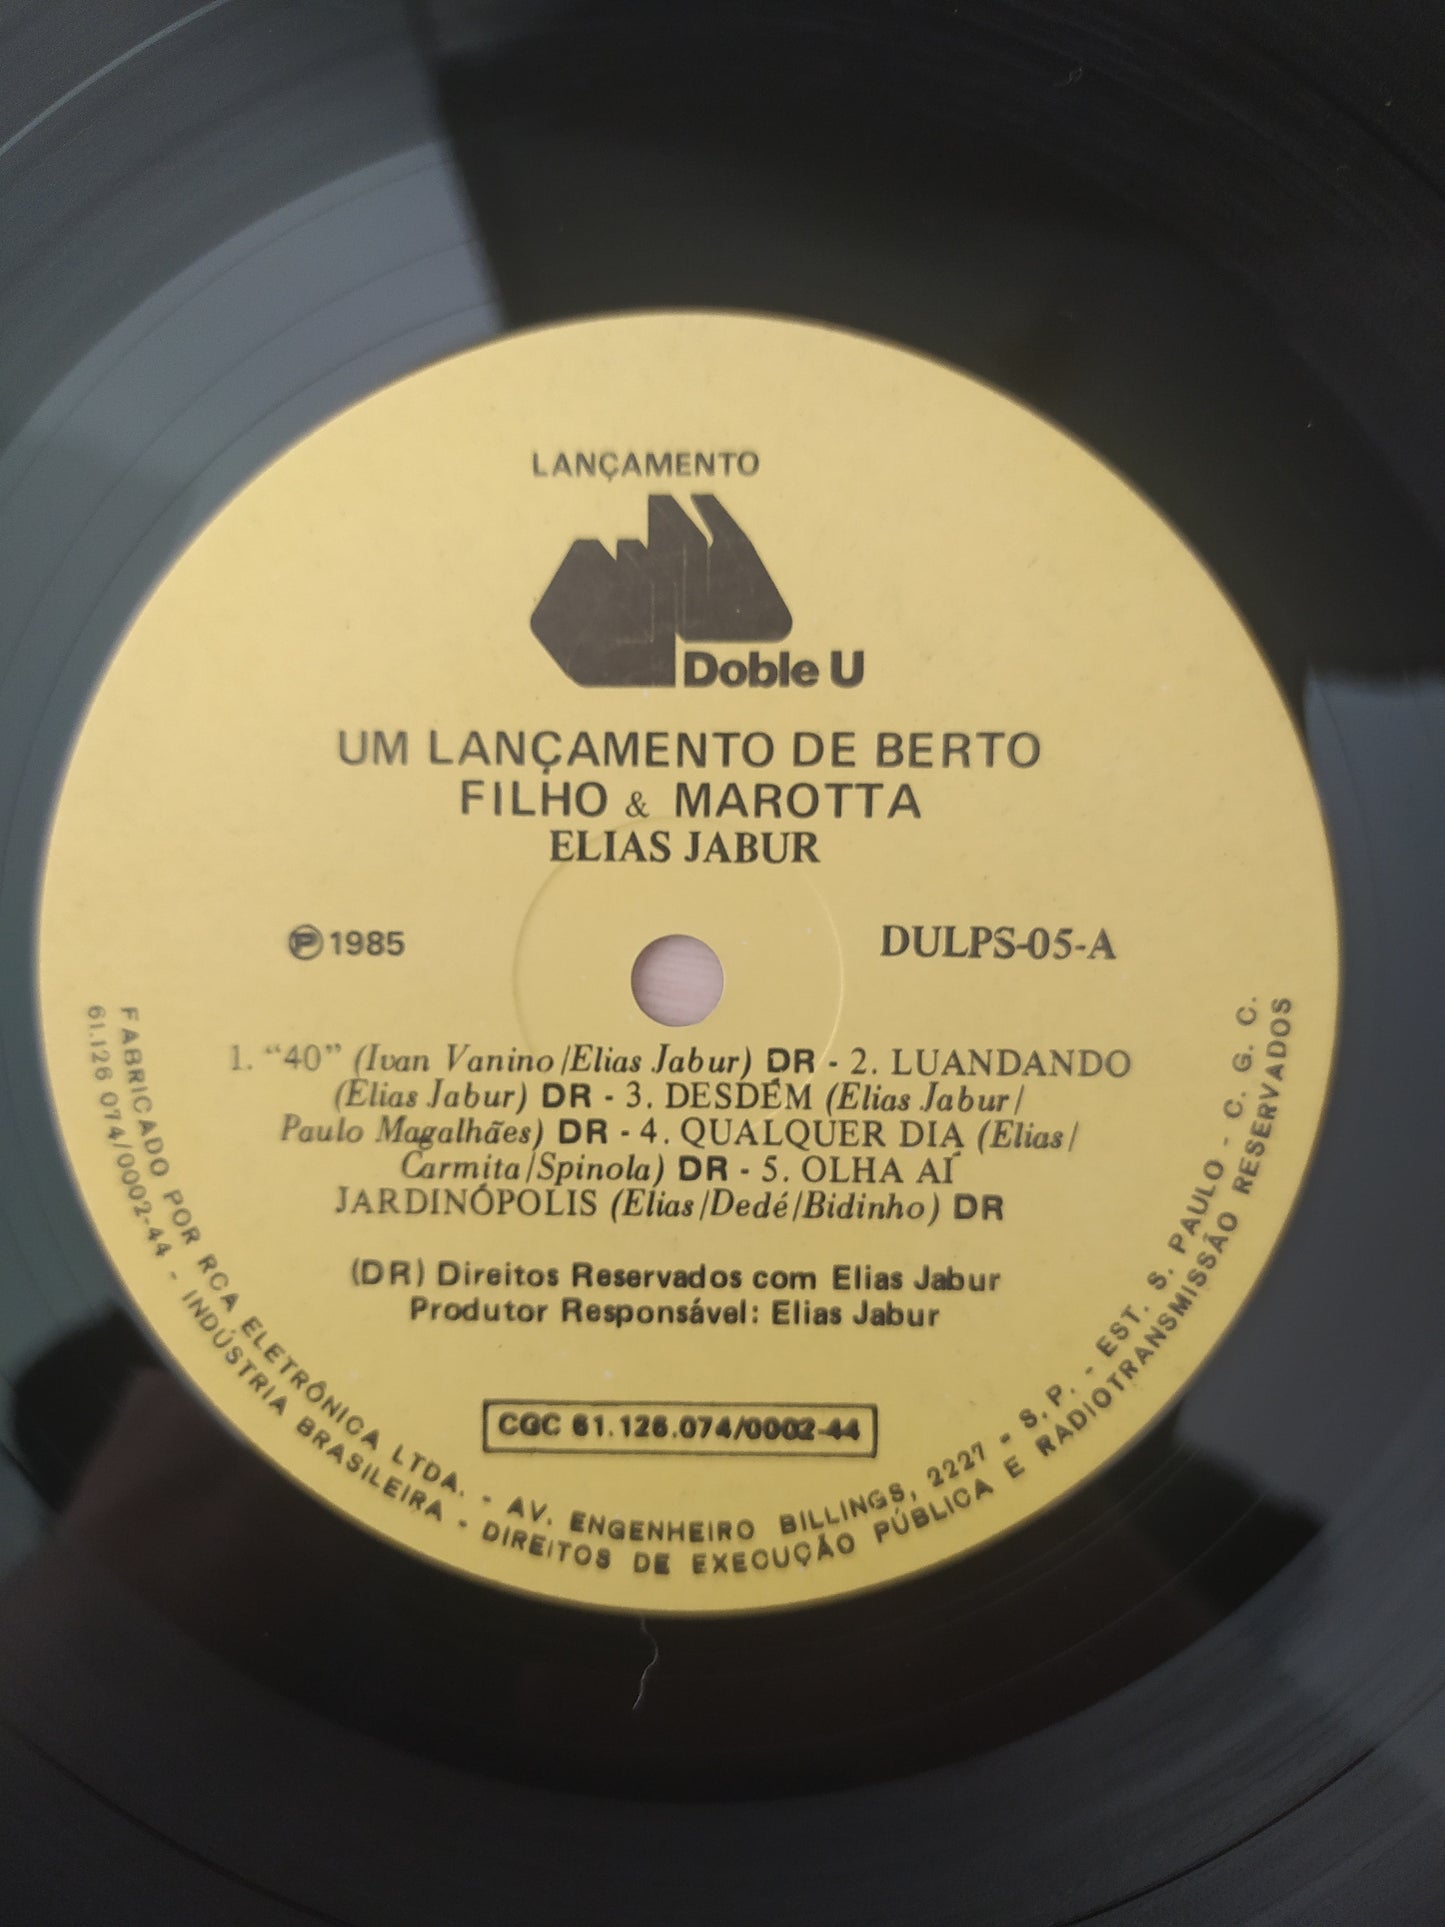 LANÇAMENTO
Doble U
UM LANÇAMENTO DE BERTO
FILHO & MAROTTA
ELIAS JABUR
Ⓟ 1985
DULPS-05-A
1. “40” (Ivan Vanino/Elias Jabur) DR - 2. LUANDANDO
(Elias Jabur) DR - 3. DESDÉM (Elias Jabur/
Paulo Magalhães) DR - 4. QUALQUER DIA (Elias/
Carmita/Spinola) DR - 5. OLHA AÍ
JARDINÓPOLIS (Elias/Dedé/Bidinho) DR
(DR) Direitos Reservados com Elias Jabur
Produtor Responsável: Elias Jabur
CGC 61.126.074/0002-44
FABRICADO POR RCA ELETRÔNICA LTDA. - AV. ENGENHEIRO BILLINGS, 2227 - S. P. - EST. S. PAULO - C. G. C.
61.126 074/0002-44 - INDÚSTRIA BRASILEIRA - DIREITOS DE EXECUÇÃO PÚBLICA E RADIOTRANSMISSÃO RESERVADOS